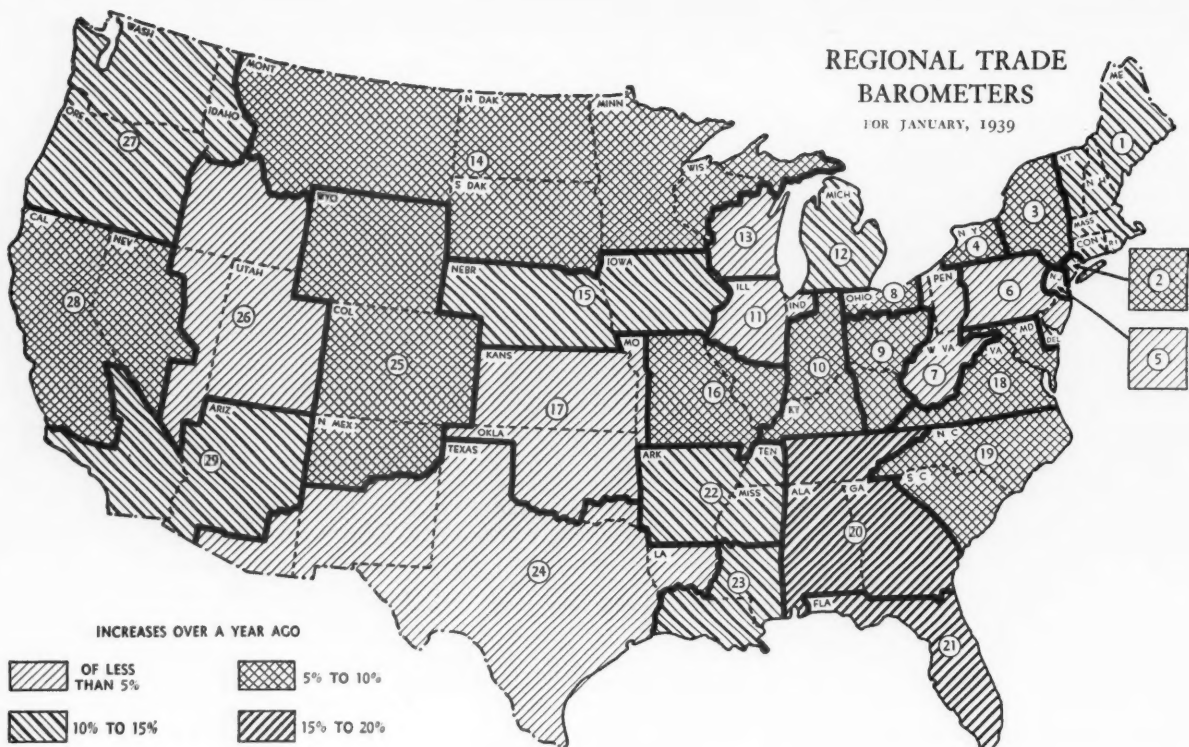 REGIONAL TRADE
BAROMETERS
FOR JANUARY, 1939
WASH
MONT
N DAK
MINN
ME
ORE
IDAHO
27
14
S DAK
WIS
MICH
VT
N H
1
MASS
CON
R I
3
N Y
4
2
CAL
NEV
WYO
13
12
NEBR
IOWA
15
ILL
IND
OHIO
8
PEN
6
N J
5
28
UTAH
26
COL
25
11
10
9
W VA
7
MD
DEL
VA
18
KANS
17
MO
16
KY
ARIZ
29
N MEX
OKLA
TEXAS
ARK
22
TEN
MISS
ALA
GA
20
N C
19
S C
24
LA
23
FLA
21
INCREASES OVER A YEAR AGO
OF LESS
THAN 5%
5% TO 10%
10% TO 15%
15% TO 20%